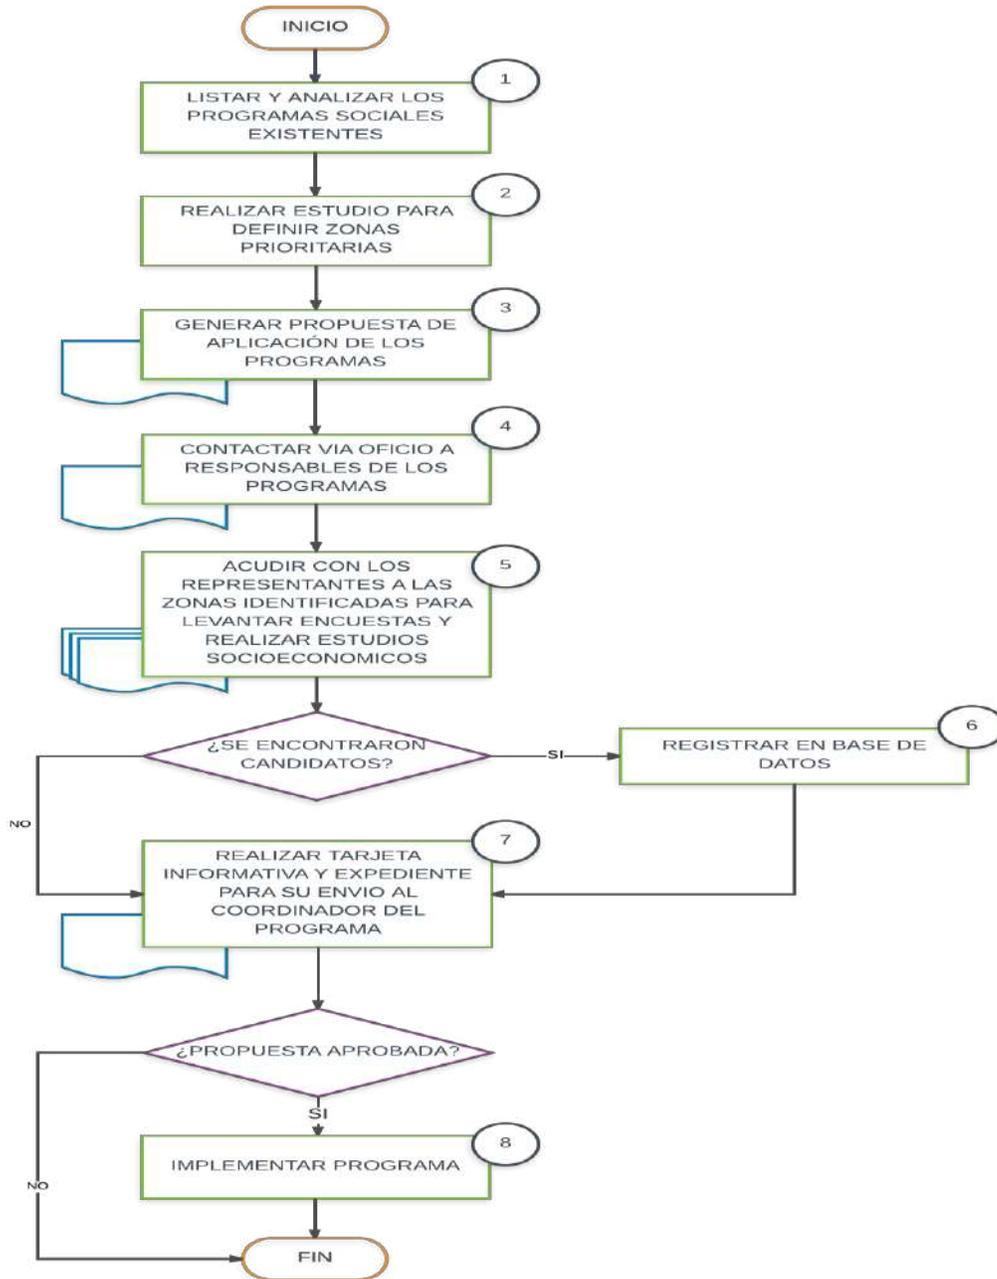 INICIO
1
LISTAR Y ANALIZAR LOS
PROGRAMAS SOCIALES
EXISTENTES
2
REALIZAR ESTUDIO PARA
DEFINIR ZONAS
PRIORITARIAS
3
GENERAR PROPUESTA DE
APLICACIÓN DE LOS
PROGRAMAS
4
CONTACTAR VIA OFICIO A
RESPONSABLES DE LOS
PROGRAMAS
5
ACUDIR CON LOS
REPRESENTANTES A LAS
ZONAS IDENTIFICADAS PARA
LEVANTAR ENCUESTAS Y
REALIZAR ESTUDIOS
SOCIOECONOMICOS
¿SE ENCONTRARON
CANDIDATOS?
SI
6
REGISTRAR EN BASE DE
DATOS
NO
7
REALIZAR TARJETA
INFORMATIVA Y EXPEDIENTE
PARA SU ENVIO AL
COORDINADOR DEL
PROGRAMA
¿PROPUESTA APROBADA?
SI
8
IMPLEMENTAR PROGRAMA
NO
FIN